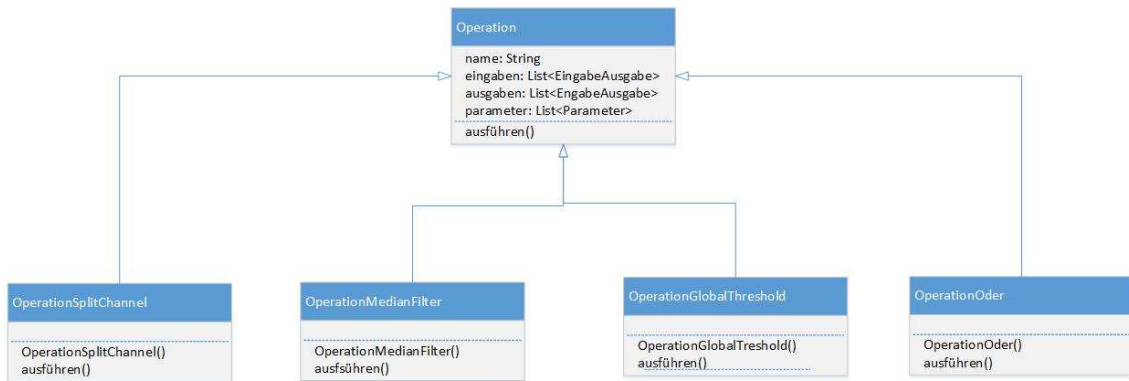 Operation
name: String
eingaben: List<EingabeAusgabe>
ausgaben: List<EngabeAusgabe>
parameter: List<Parameter>
ausführen()
OperationSplitChannel
OperationSplitChannel()
ausführen()
OperationMedianFilter
OperationMedianFilter()
ausfsühren()
OperationGlobalThreshold
OperationGlobalTreshold()
ausführen()
OperationOder
OperationOder()
ausführen()